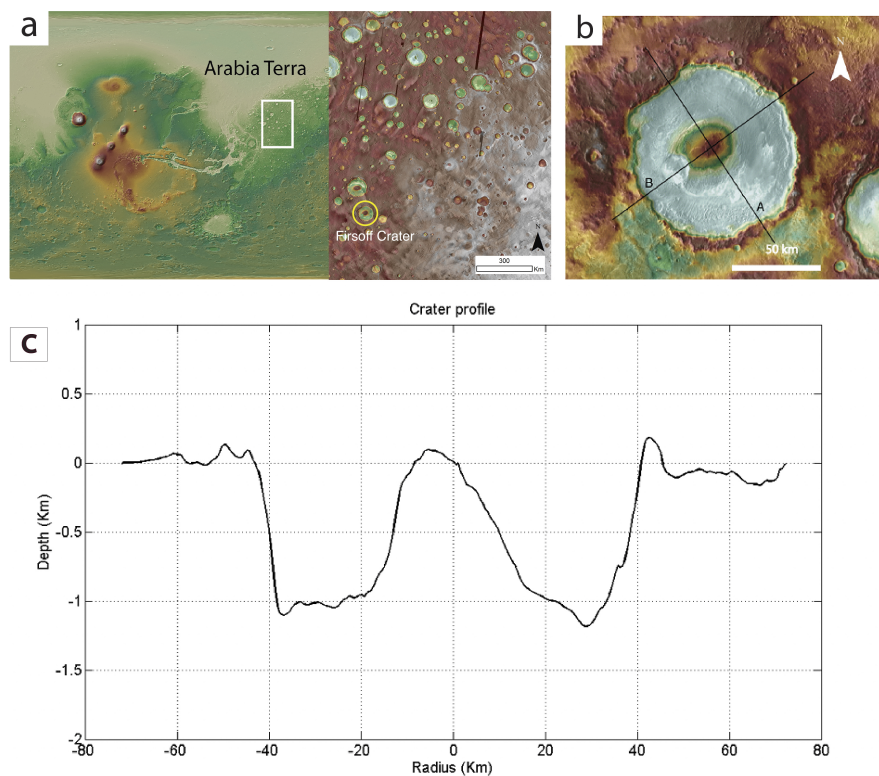 a
Arabia Terra
Firsoff Crater
N
300
Km
b
B
A
50 km
c
Crater profile
1
0.5
0
-0.5
-1
-1.5
-2
Depth (Km)
-80 -60 -40 -20 0 20 40 60 80
Radius (Km)